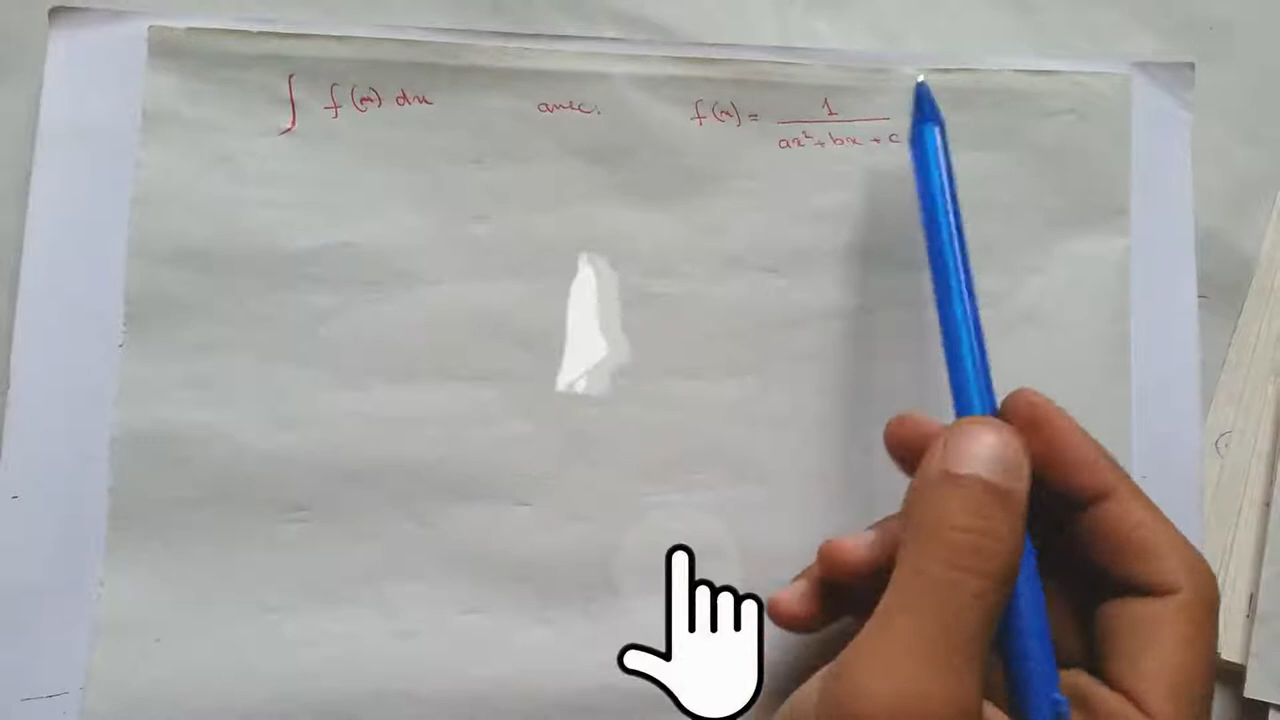 ∫ f(x) dx avec: f(x) = 1 / (ax² + bx + c)